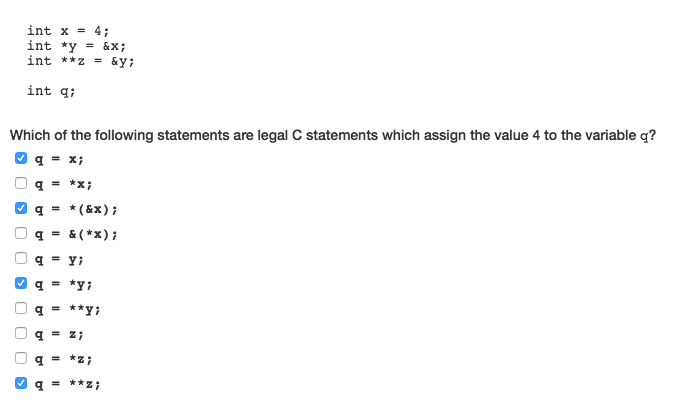 int x = 4;
int *y = &x;
int **z = &y;
int q;
Which of the following statements are legal C statements which assign the value 4 to the variable q?
q = x;
q = *x;
q = *(&x);
q = &(*x);
q = y;
q = *y;
q = **y;
q = z;
q = *z;
q = **z;